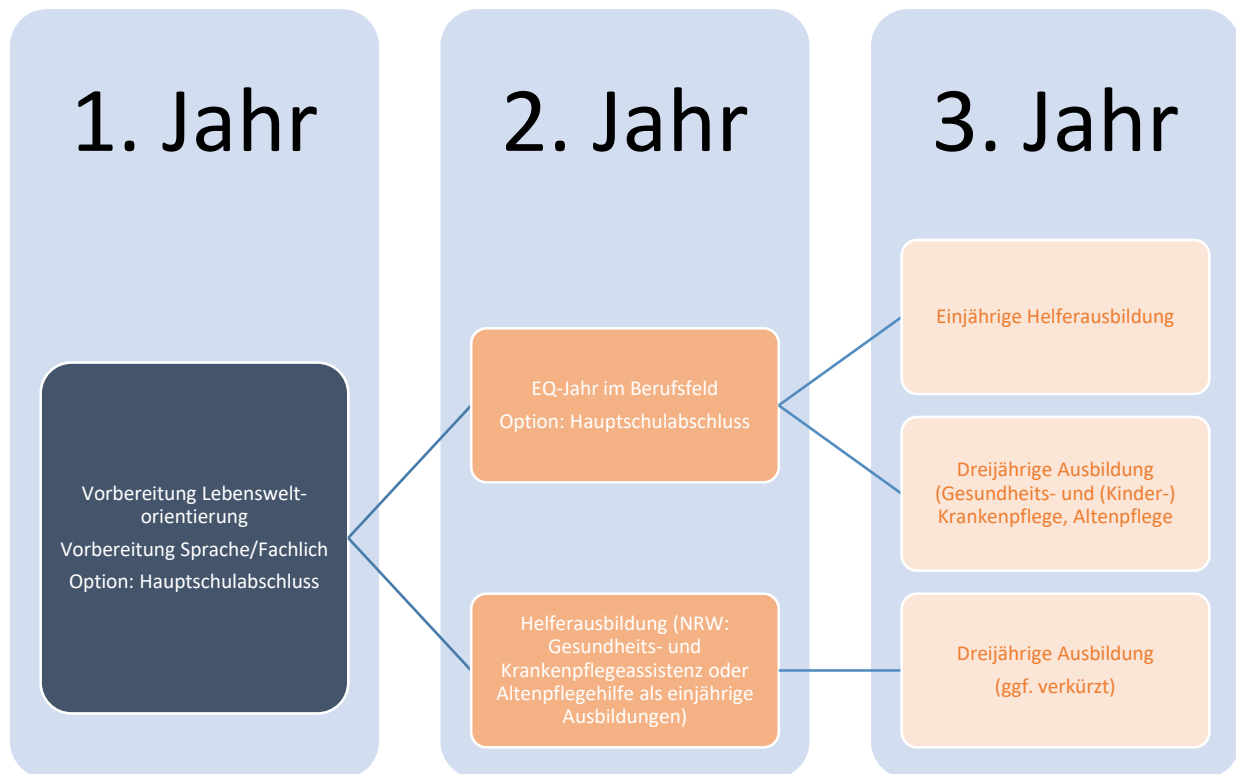 1. Jahr
2. Jahr
3. Jahr
Vorbereitung Lebenswelt-
orientierung
Vorbereitung Sprache/Fachlich
Option: Hauptschulabschluss
EQ-Jahr im Berufsfeld
Option: Hauptschulabschluss
Helferausbildung (NRW:
Gesundheits- und
Krankenpflegeassistenz oder
Altenpflegehilfe als einjährige
Ausbildungen)
Einjährige Helferausbildung
Dreijährige Ausbildung
(Gesundheits- und (Kinder-)
Krankenpflege, Altenpflege
Dreijährige Ausbildung
(ggf. verkürzt)